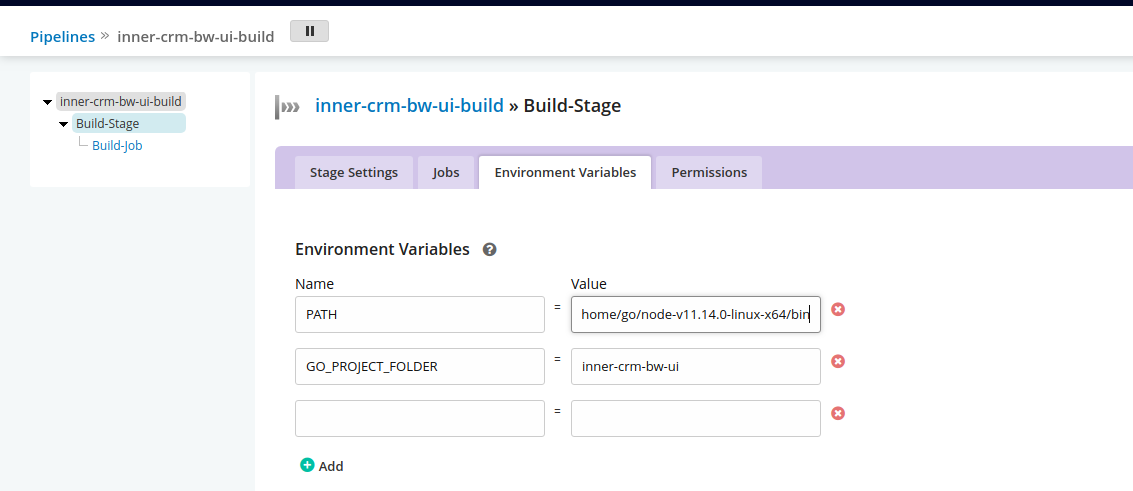 Pipelines » inner-crm-bw-ui-build
inner-crm-bw-ui-build
Build-Stage
Build-Job
inner-crm-bw-ui-build » Build-Stage
Stage Settings Jobs Environment Variables Permissions
Environment Variables ?
Name Value
PATH = home/go/node-v11.14.0-linux-x64/bin
GO_PROJECT_FOLDER = inner-crm-bw-ui
=
Add